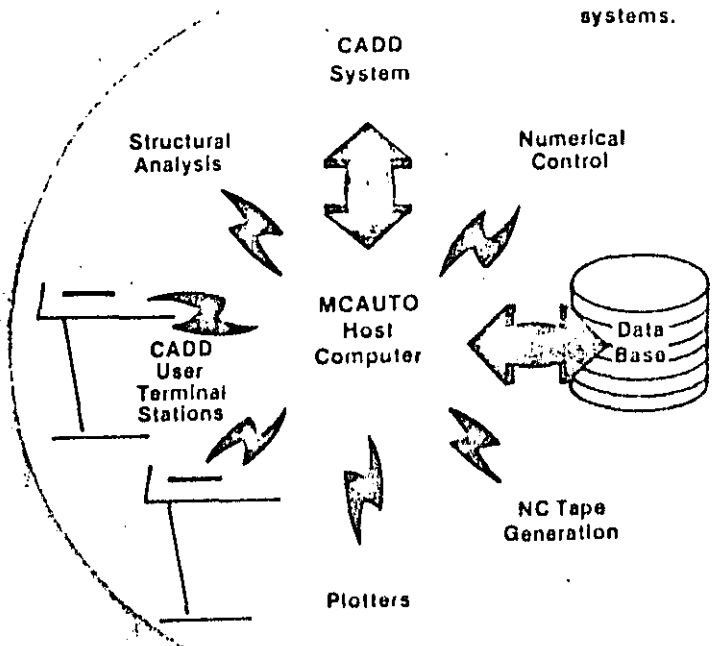 systems.
CADD
System
Structural
Analysis
Numerical
Control
MCAUTO
Host
Computer
Data
Base
CADD
User
Terminal
Stations
NC Tape
Generation
Plotters